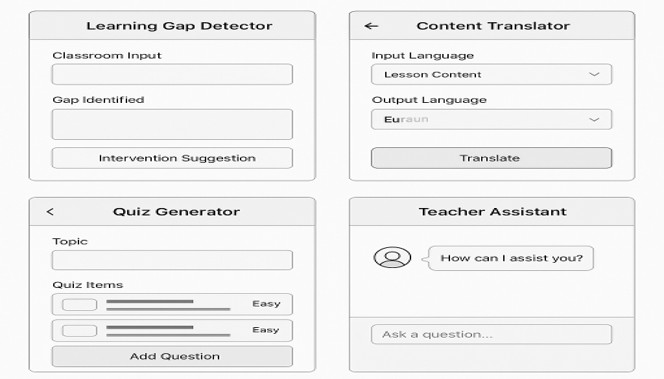 Learning Gap Detector
Classroom Input
Gap Identified
Intervention Suggestion
Content Translator
Input Language
Lesson Content
Output Language
Euraun
Translate
Quiz Generator
Topic
Quiz Items
Easy
Easy
Add Question
Teacher Assistant
How can I assist you?
Ask a question...